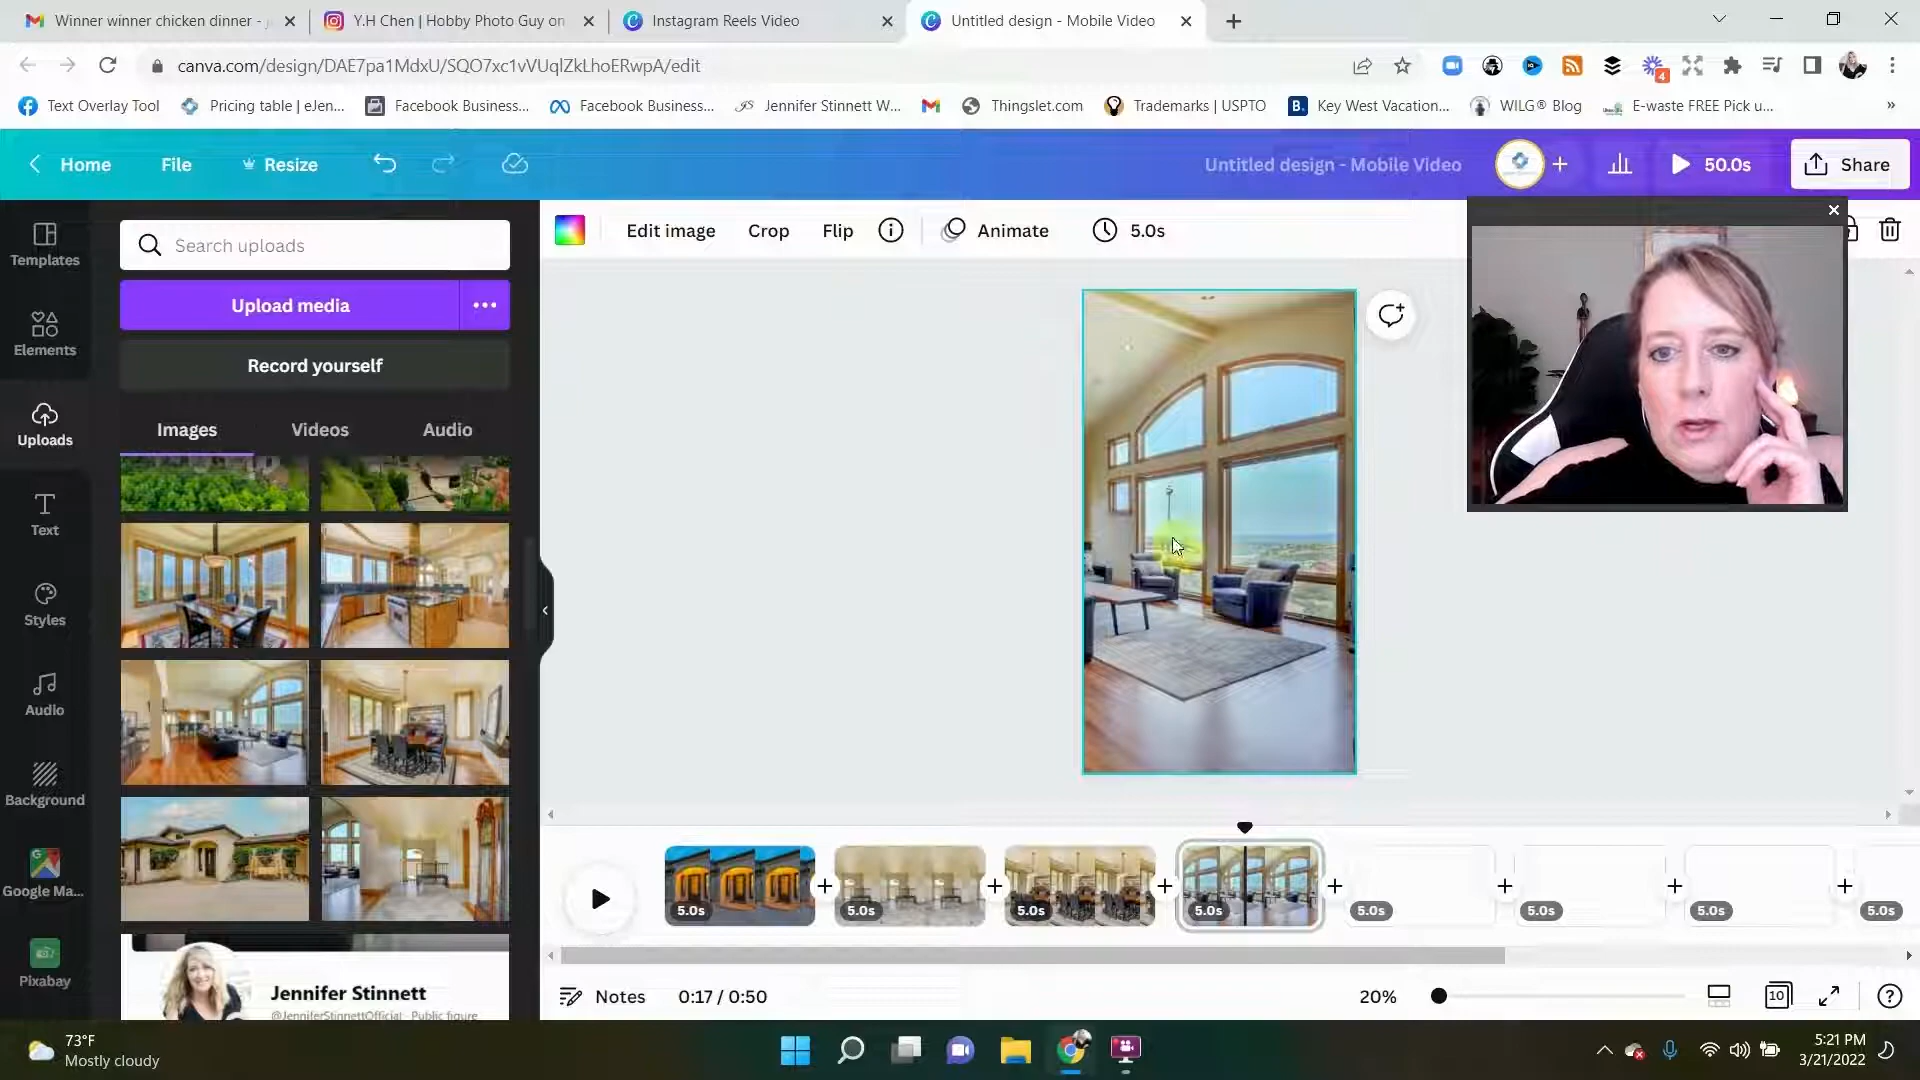 Winner winner chicken dinner -
Y.H Chen | Hobby Photo Guy on
Instagram Reels Video
Untitled design - Mobile Video
canva.com/design/DAE7pa1MdxU/SQO7xc1vVUqlZkLhoERwpA/edit
4
Text Overlay Tool
Pricing table | eJen...
Facebook Business...
Facebook Business...
Jennifer Stinnett W...
Thingslet.com
Trademarks | USPTO
B.
Key West Vacation...
WILG® Blog
E-waste FREE Pick u...
»
Home
File
Resize
Untitled design - Mobile Video
50.0s
Share
Templates
Elements
Uploads
Text
Styles
Audio
Background
Google Ma...
Pixabay
Search uploads
Upload media
Record yourself
Images
Videos
Audio
Jennifer Stinnett
@JenniferStinnettOfficial · Public figure
Edit image
Crop
Flip
Animate
5.0s
5.0s
5.0s
5.0s
5.0s
5.0s
5.0s
5.0s
5.0s
Notes
0:17 / 0:50
20%
10
73°F
Mostly cloudy
5:21 PM
3/21/2022